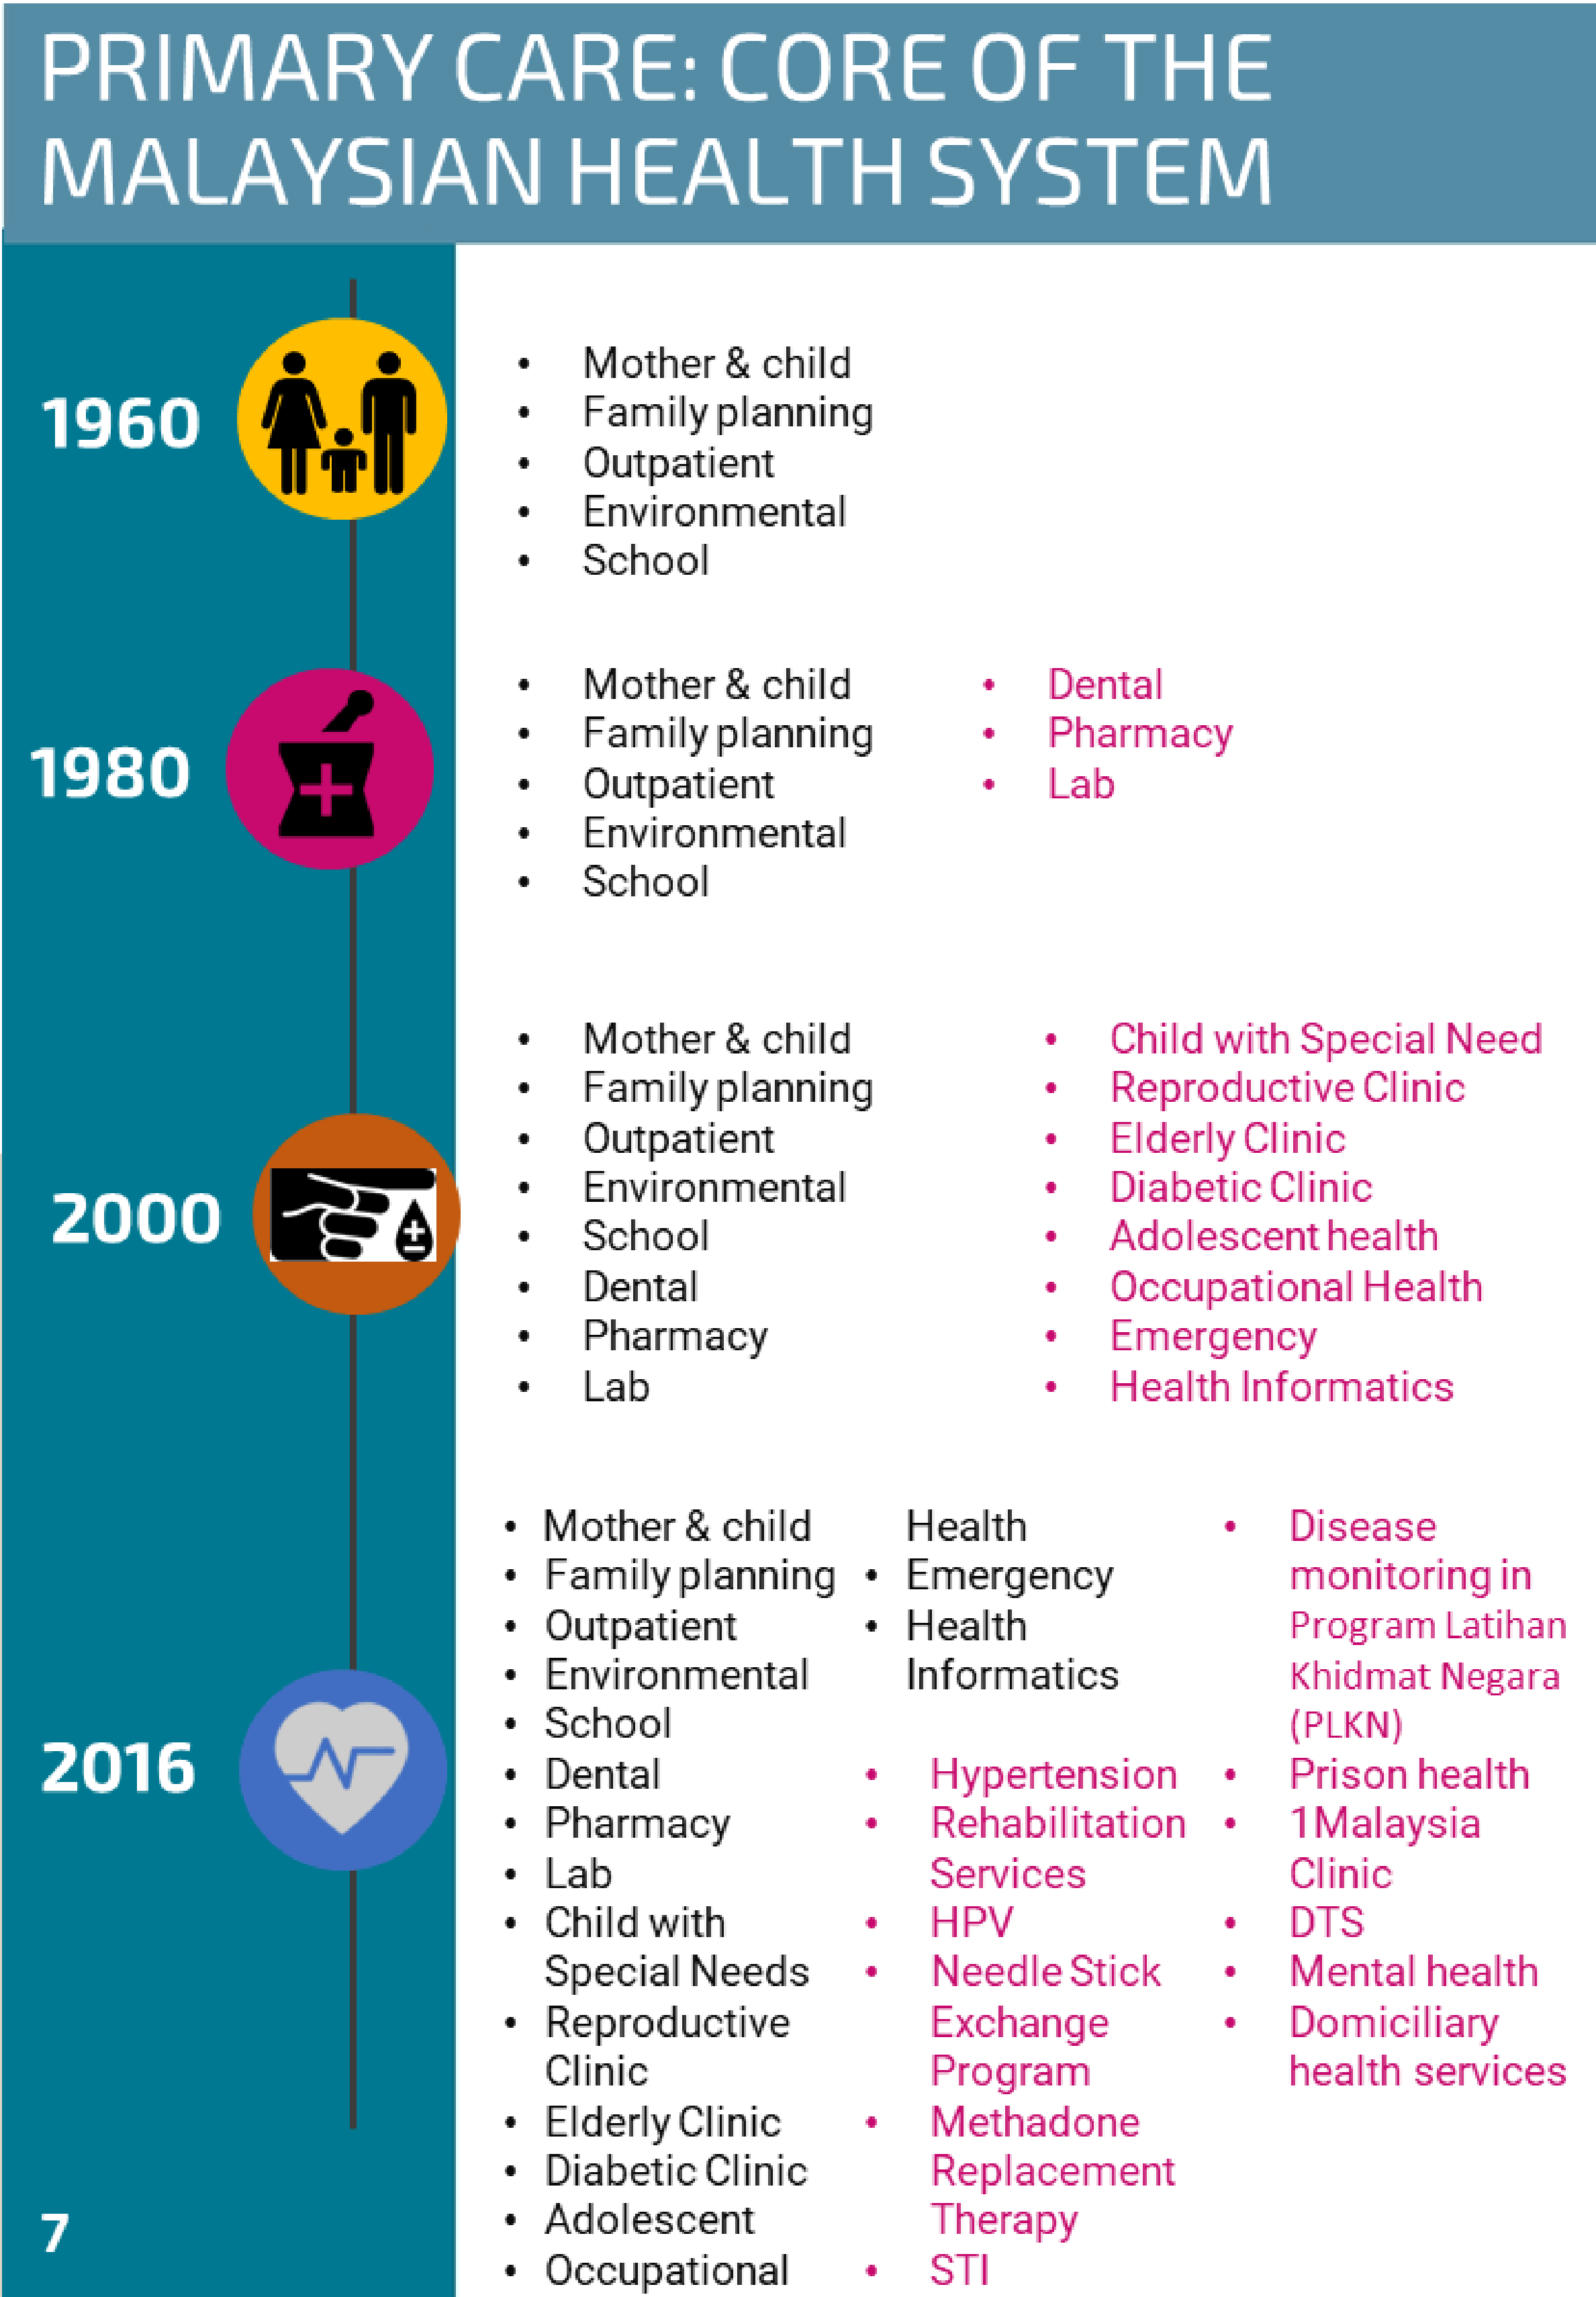 PRIMARY CARE: CORE OF THE
MALAYSIAN HEALTH SYSTEM
1960
• Mother & child
• Family planning
• Outpatient
• Environmental
• School
1980
• Mother & child
• Family planning
• Outpatient
• Environmental
• School
• Dental
• Pharmacy
• Lab
2000
• Mother & child
• Family planning
• Outpatient
• Environmental
• School
• Dental
• Pharmacy
• Lab
• Child with Special Need
• Reproductive Clinic
• Elderly Clinic
• Diabetic Clinic
• Adolescent health
• Occupational Health
• Emergency
• Health Informatics
2016
• Mother & child
• Family planning
• Outpatient
• Environmental
• School
• Dental
• Pharmacy
• Lab
• Child with
Special Needs
• Reproductive
Clinic
• Elderly Clinic
• Diabetic Clinic
• Adolescent
• Occupational
Health
• Emergency
• Health
Informatics
• Hypertension
• Rehabilitation
Services
• HPV
• Needle Stick
Exchange
Program
• Methadone
Replacement
Therapy
• STI
• Disease
monitoring in
Program Latihan
Khidmat Negara
(PLKN)
• Prison health
• 1Malaysia
Clinic
• DTS
• Mental health
• Domiciliary
health services
7